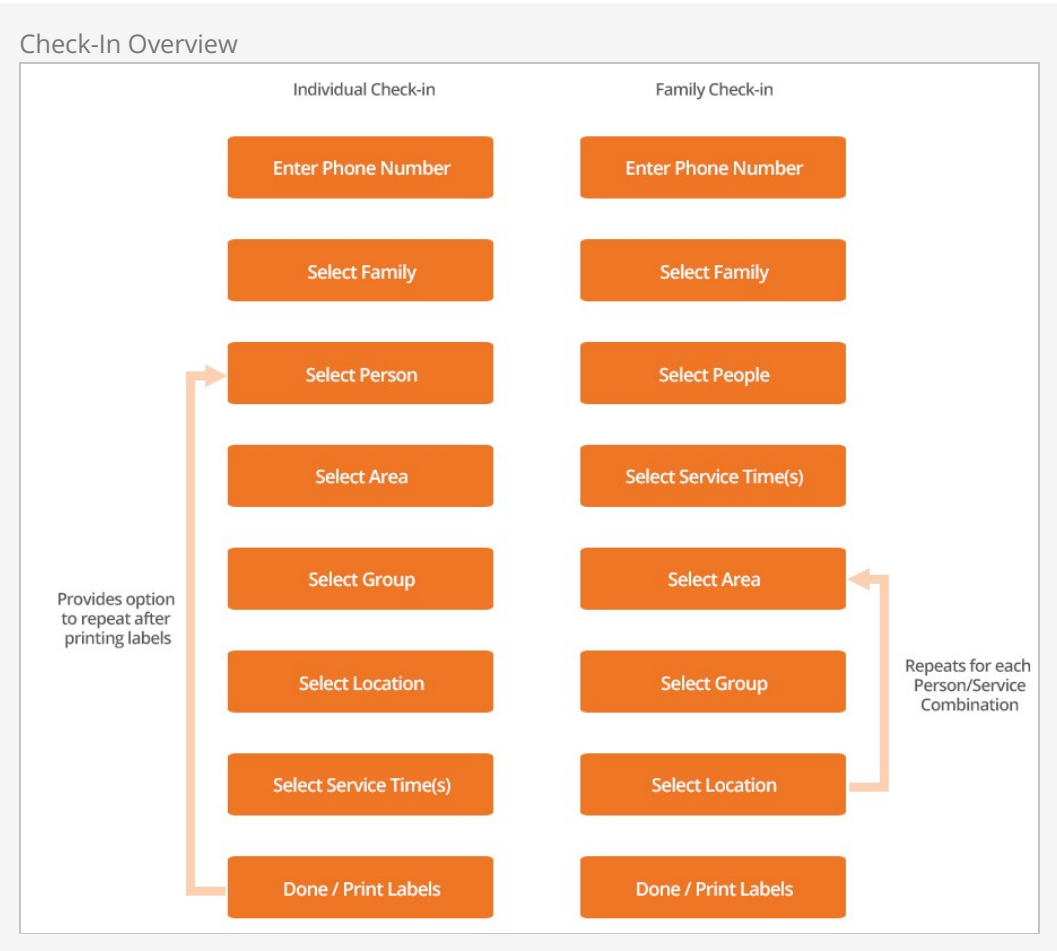 Check-In Overview
Individual Check-in
Enter Phone Number
Select Family
Select Person
Select Area
Select Group
Select Location
Select Service Time(s)
Done / Print Labels
Provides option
to repeat after
printing labels
Family Check-in
Enter Phone Number
Select Family
Select People
Select Service Time(s)
Select Area
Select Group
Select Location
Done / Print Labels
Repeats for each
Person/Service
Combination